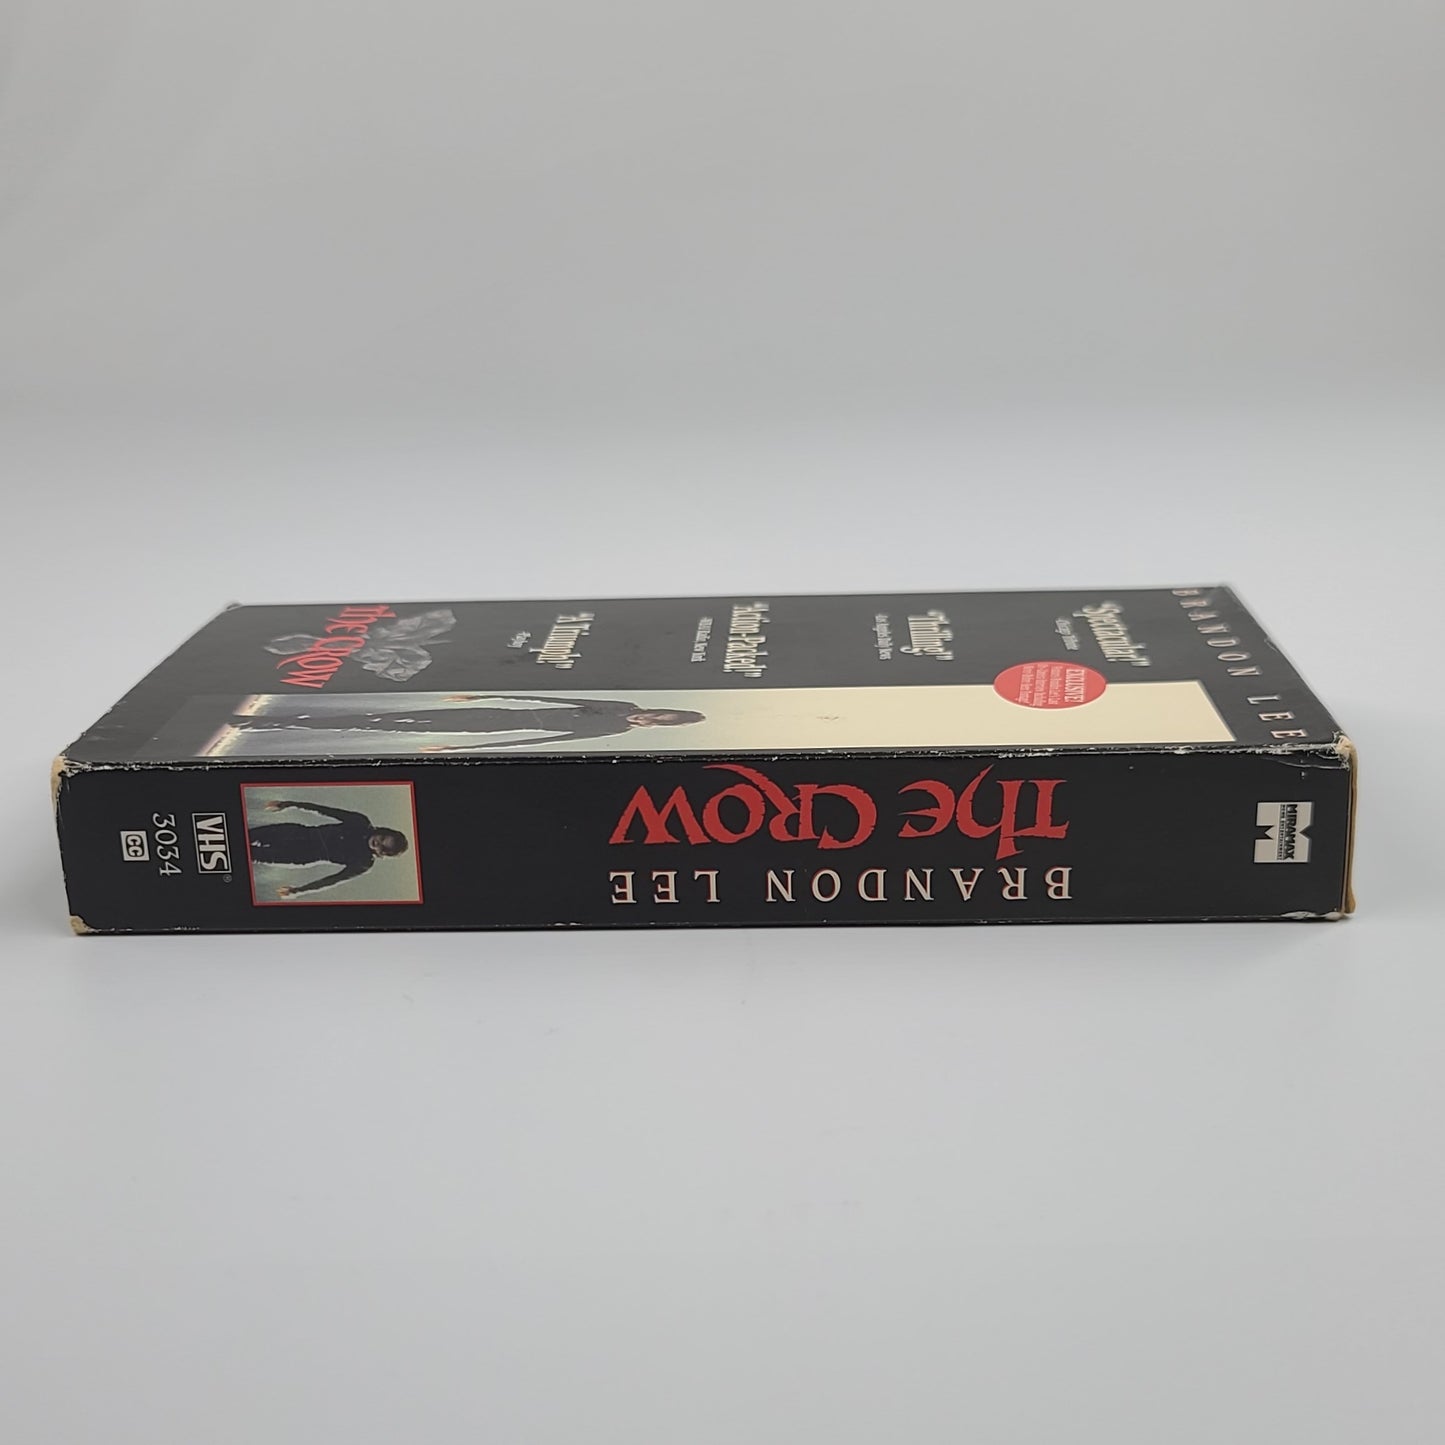 BRANDON LEE
"Spectacular!"
"Thrilling!"
"Action-Packed!"
"A Triumph!"
EXCLUSIVE!
THE CROW
MIRAMAX
BRANDON LEE
THE CROW
VHS®
3034
CC